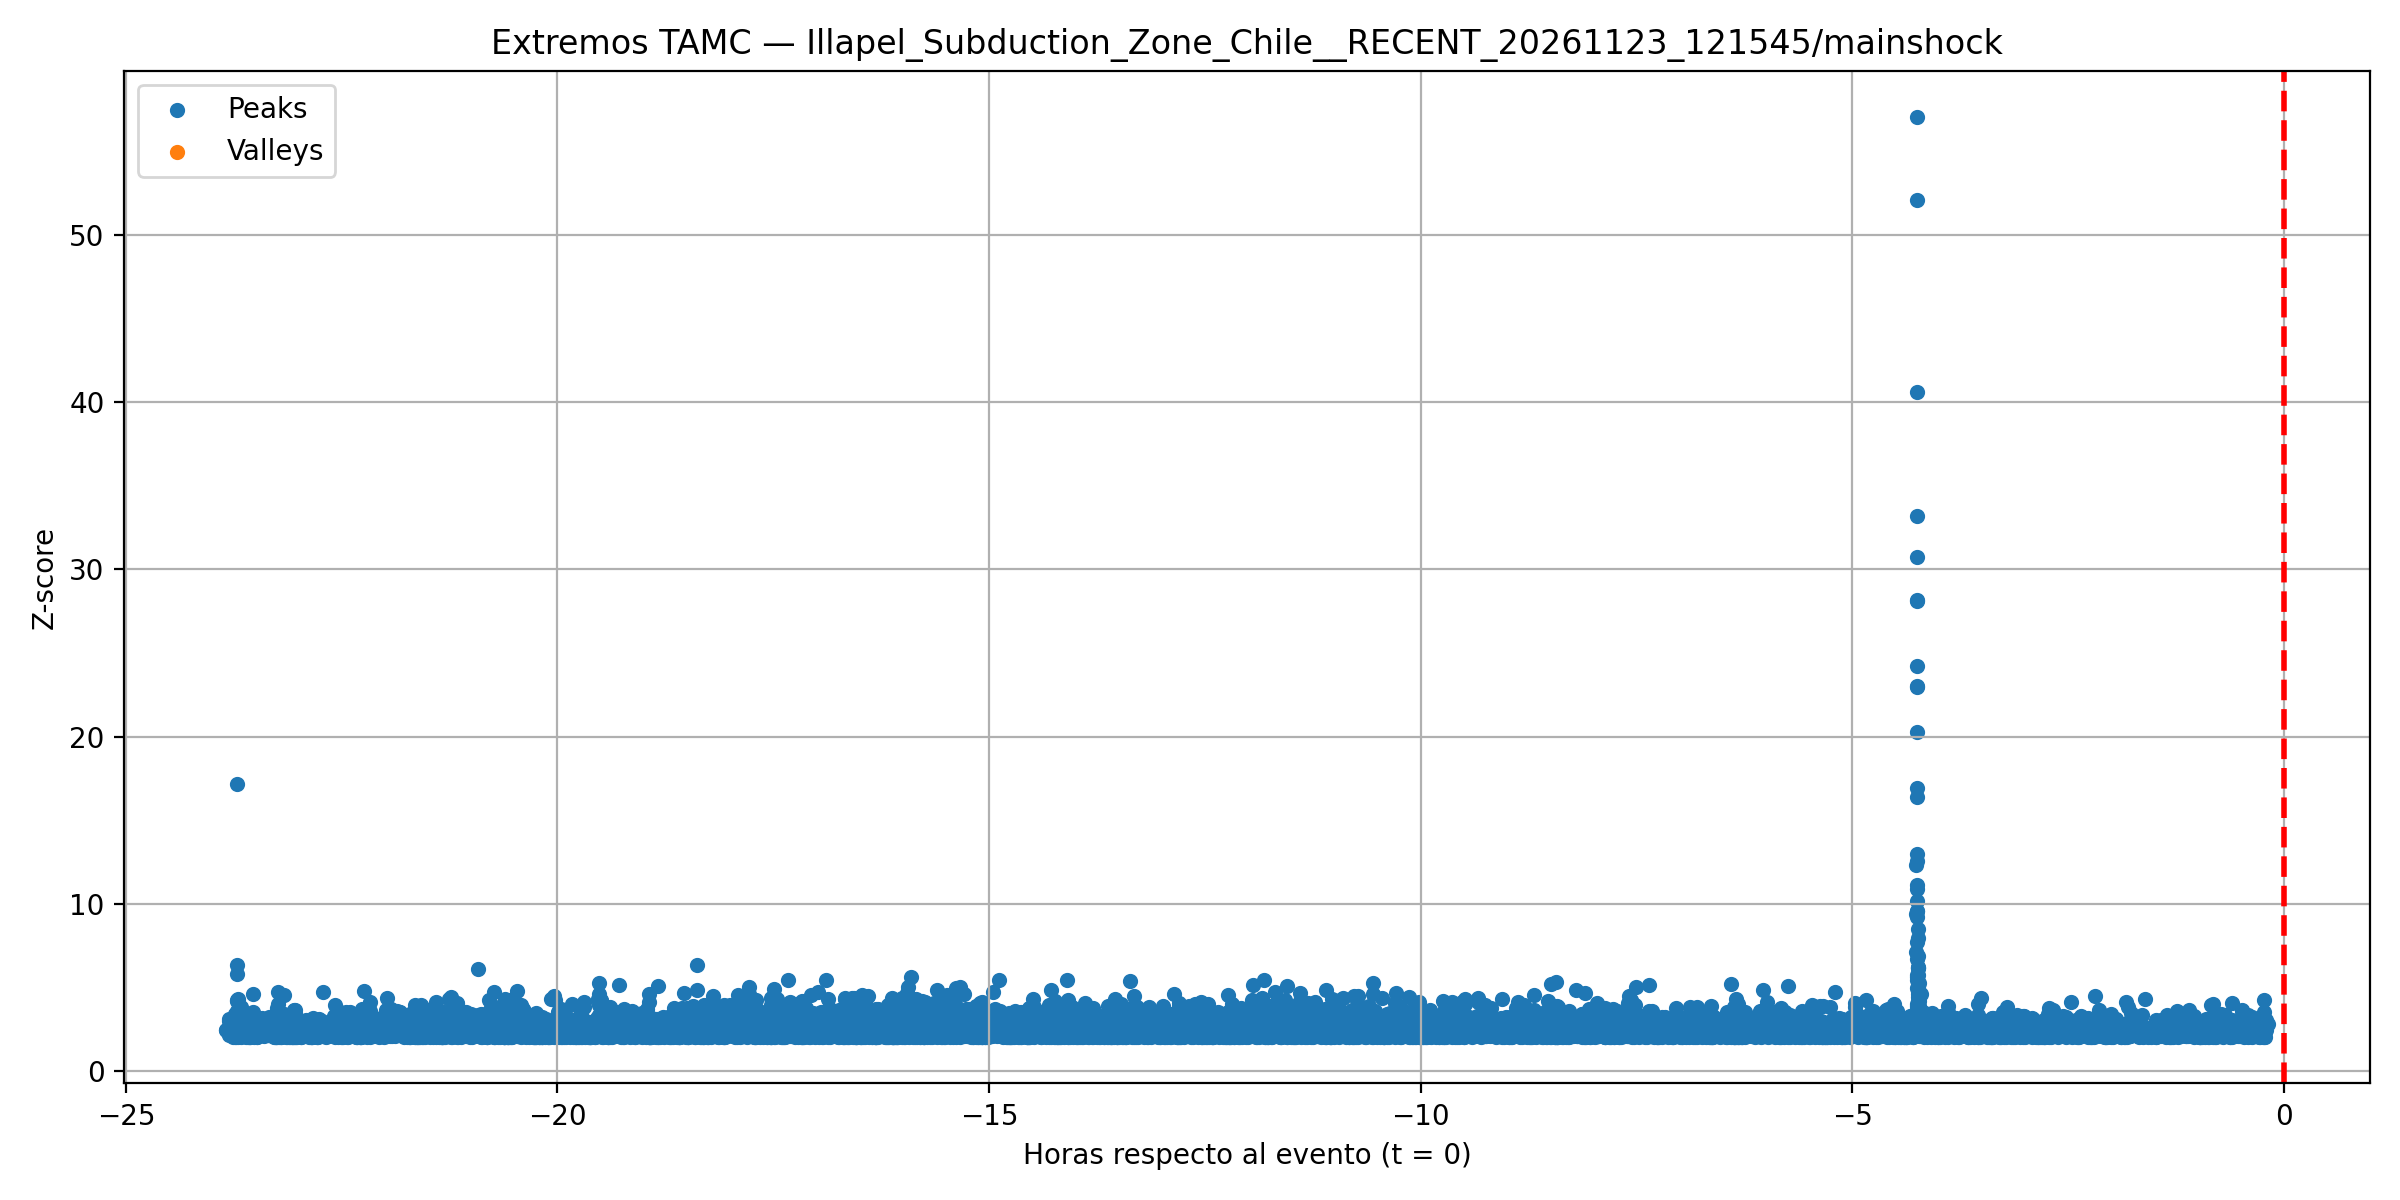 Extremos TAMC — Illapel_Subduction_Zone_Chile__RECENT_20261123_121545/mainshock
Peaks
Valleys
Z-score
50
40
30
20
10
0
−25
−20
−15
−10
−5
0
Horas respecto al evento (t = 0)